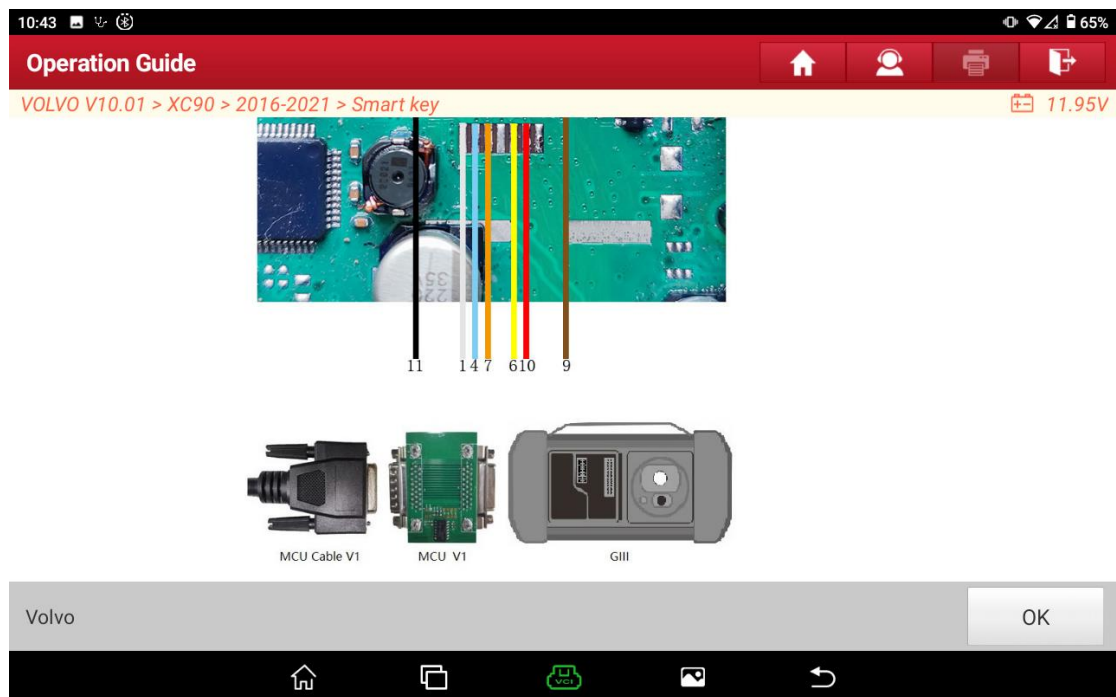 10:43 65%
Operation Guide
VOLVO V10.01 > XC90 > 2016-2021 > Smart key 11.95V
11 1 4 7 6 10 9
MCU Cable V1 MCU V1 GIII
Volvo OK
VCI